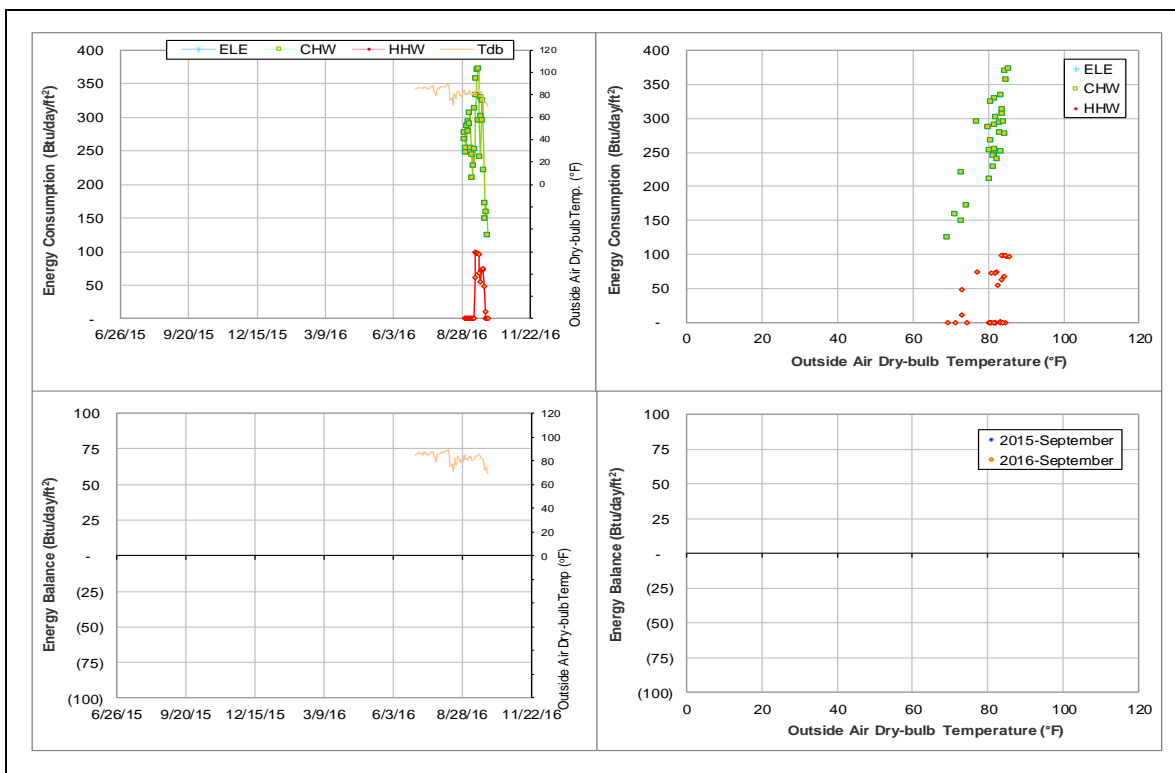 ELE CHW HHW Tdb
Energy Consumption (Btu/day/ft²)
400
350
300
250
200
150
100
50
-
120
100
80
60
40
20
0
Outside Air Dry-bulb Temp. (°F)
6/26/15 9/20/15 12/15/15 3/9/16 6/3/16 8/28/16 11/22/16
Energy Consumption (Btu/day/ft²)
400
350
300
250
200
150
100
50
-
ELE
CHW
HHW
0 20 40 60 80 100 120
Outside Air Dry-bulb Temperature (°F)
Energy Balance (Btu/day/ft²)
100
75
50
25
-
(25)
(50)
(75)
(100)
120
100
80
60
40
20
0
Outside Air Dry-bulb Temp (°F)
6/26/15 9/20/15 12/15/15 3/9/16 6/3/16 8/28/16 11/22/16
Energy Balance (Btu/day/ft²)
100
75
50
25
-
(25)
(50)
(75)
(100)
2015-September
2016-September
0 20 40 60 80 100 120
Outside Air Dry-bulb Temperature (°F)